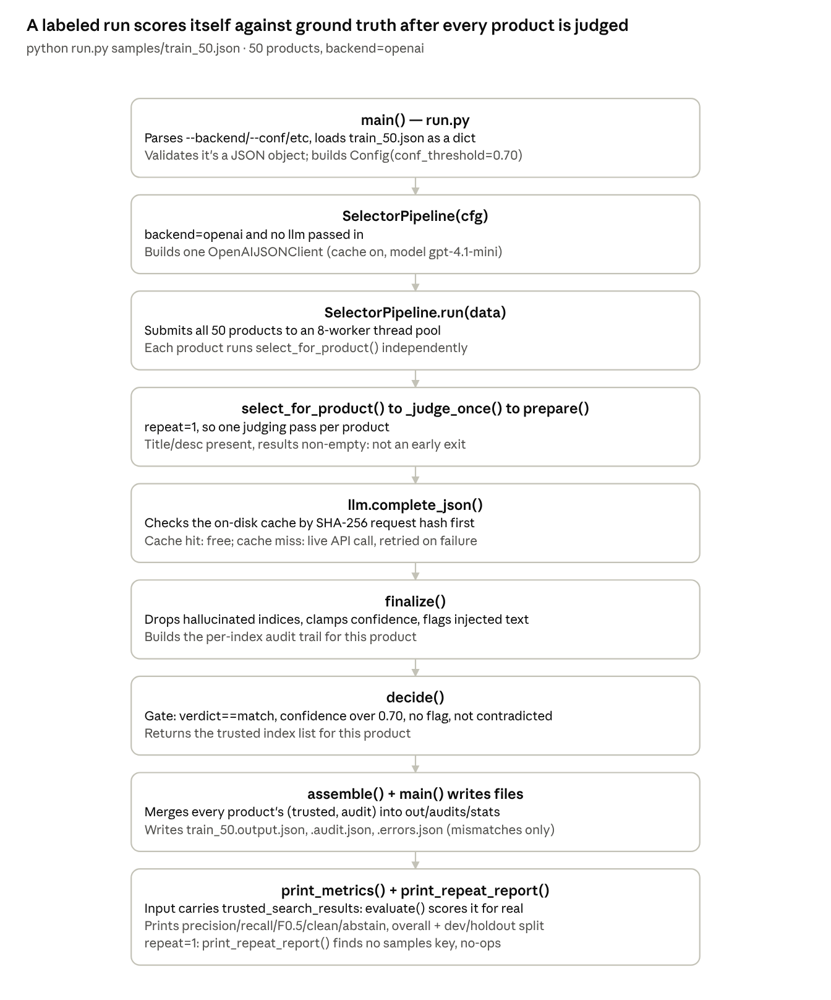 A labeled run scores itself against ground truth after every product is judged
python run.py samples/train_50.json · 50 products, backend=openai
main() — run.py
Parses --backend/--conf/etc, loads train_50.json as a dict
Validates it's a JSON object; builds Config(conf_threshold=0.70)
SelectorPipeline(cfg)
backend=openai and no llm passed in
Builds one OpenAIJSONClient (cache on, model gpt-4.1-mini)
SelectorPipeline.run(data)
Submits all 50 products to an 8-worker thread pool
Each product runs select_for_product() independently
select_for_product() to _judge_once() to prepare()
repeat=1, so one judging pass per product
Title/desc present, results non-empty: not an early exit
llm.complete_json()
Checks the on-disk cache by SHA-256 request hash first
Cache hit: free; cache miss: live API call, retried on failure
finalize()
Drops hallucinated indices, clamps confidence, flags injected text
Builds the per-index audit trail for this product
decide()
Gate: verdict==match, confidence over 0.70, no flag, not contradicted
Returns the trusted index list for this product
assemble() + main() writes files
Merges every product's (trusted, audit) into out/audits/stats
Writes train_50.output.json, .audit.json, .errors.json (mismatches only)
print_metrics() + print_repeat_report()
Input carries trusted_search_results: evaluate() scores it for real
Prints precision/recall/F0.5/clean/abstain, overall + dev/holdout split
repeat=1: print_repeat_report() finds no samples key, no-ops